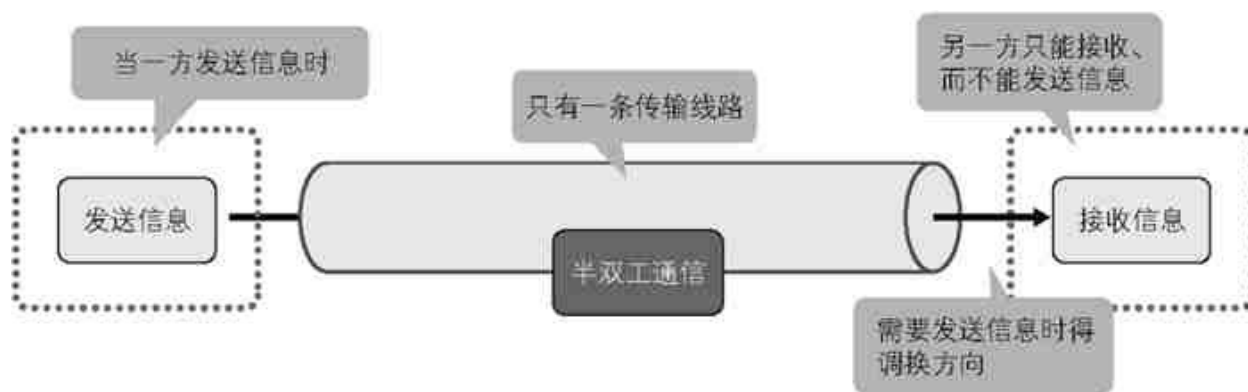 当一方发送信息时
另一方只能接收、
而不能发送信息
只有一条传输线路
发送信息
接收信息
半双工通信
需要发送信息时得
调换方向